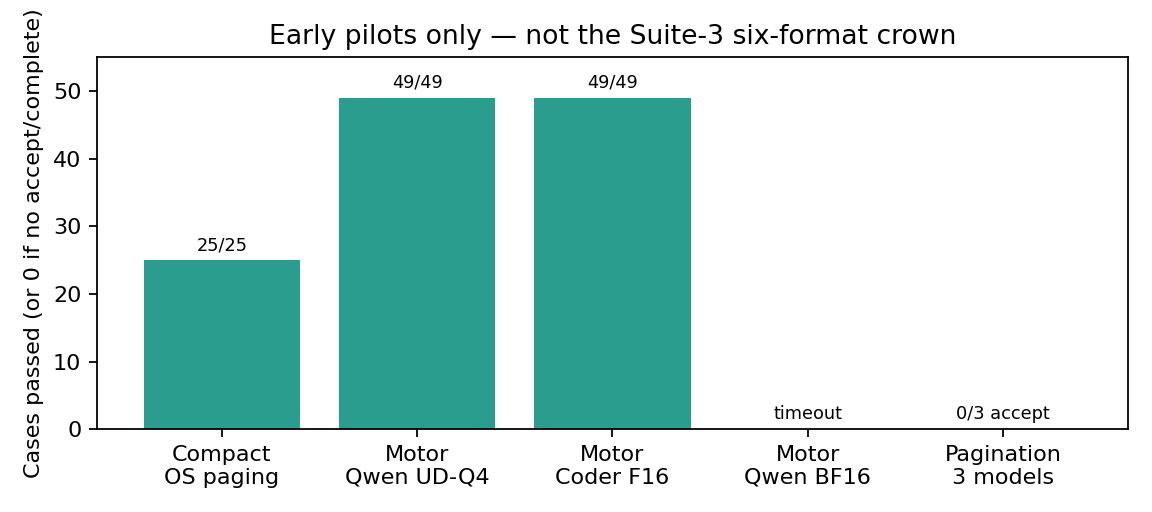 Early pilots only — not the Suite-3 six-format crown
Cases passed (or 0 if no accept/complete)
50
40
30
20
10
0
25/25
49/49
49/49
timeout
0/3 accept
Compact
OS paging
Motor
Qwen UD-Q4
Motor
Coder F16
Motor
Qwen BF16
Pagination
3 models